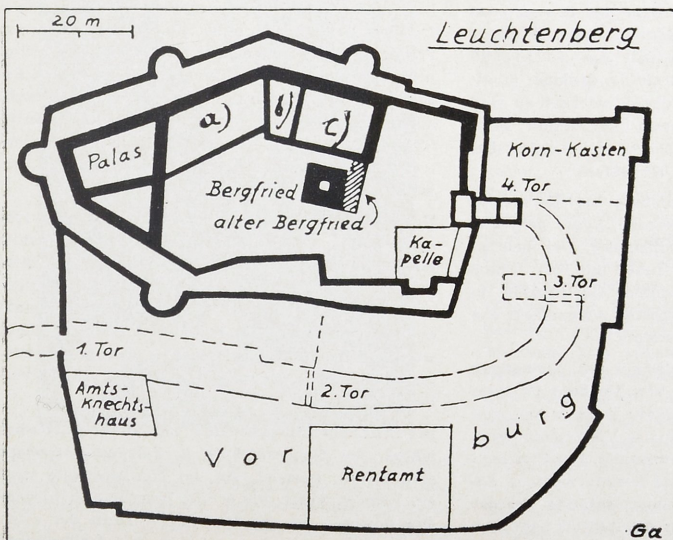 20 m
Leuchtenberg
Palas
a)
b)
c)
Korn-Kasten
4. Tor
Bergfried
alter Bergfried
Ka-
pelle
3. Tor
1. Tor
2. Tor
Amts-
knechts-
haus
Vorburg
Rentamt
Ga